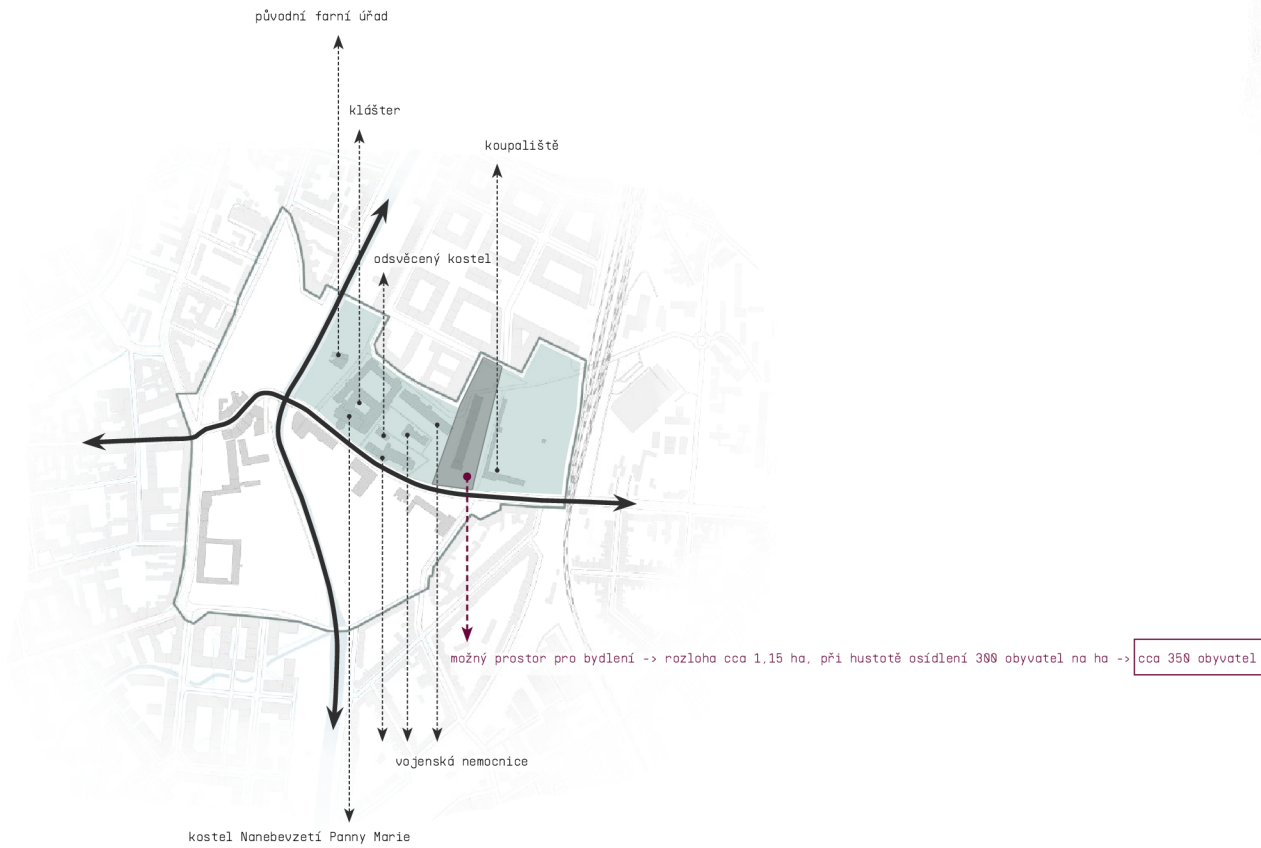 původní farní úřad
klášter
koupaliště
odsvěcený kostel
možný prostor pro bydlení -> rozloha cca 1,15 ha, při hustotě osídlení 300 obyvatel na ha -> cca 350 obyvatel
vojenská nemocnice
kostel Nanebevzetí Panny Marie